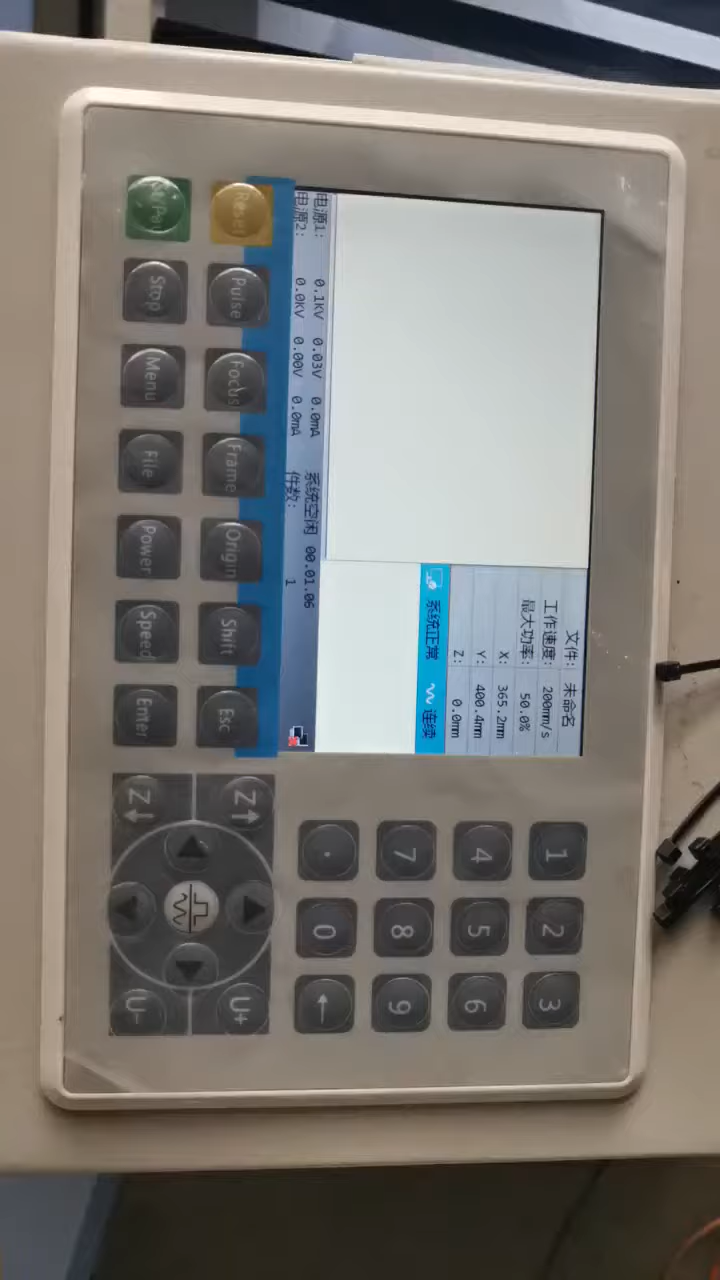 文件: 未命名
工作速度: 200mm/s
最大功率: 50.0%
X: 365.2mm
Y: 400.4mm
Z: 0.0mm
系统正常 连续
电源1: 0.1KV 0.03V 0.0mA 系统空闲 00:01.06
电源2: 0.0KV 0.00V 0.0mA 件数: 1
1 2 3
4 5 6
7 8 9
. 0 ←
Reset Pulse Focus Frame Origin Shift Esc
Stop Menu File Power Speed Enter
Z↑ U+
Z↓ U-